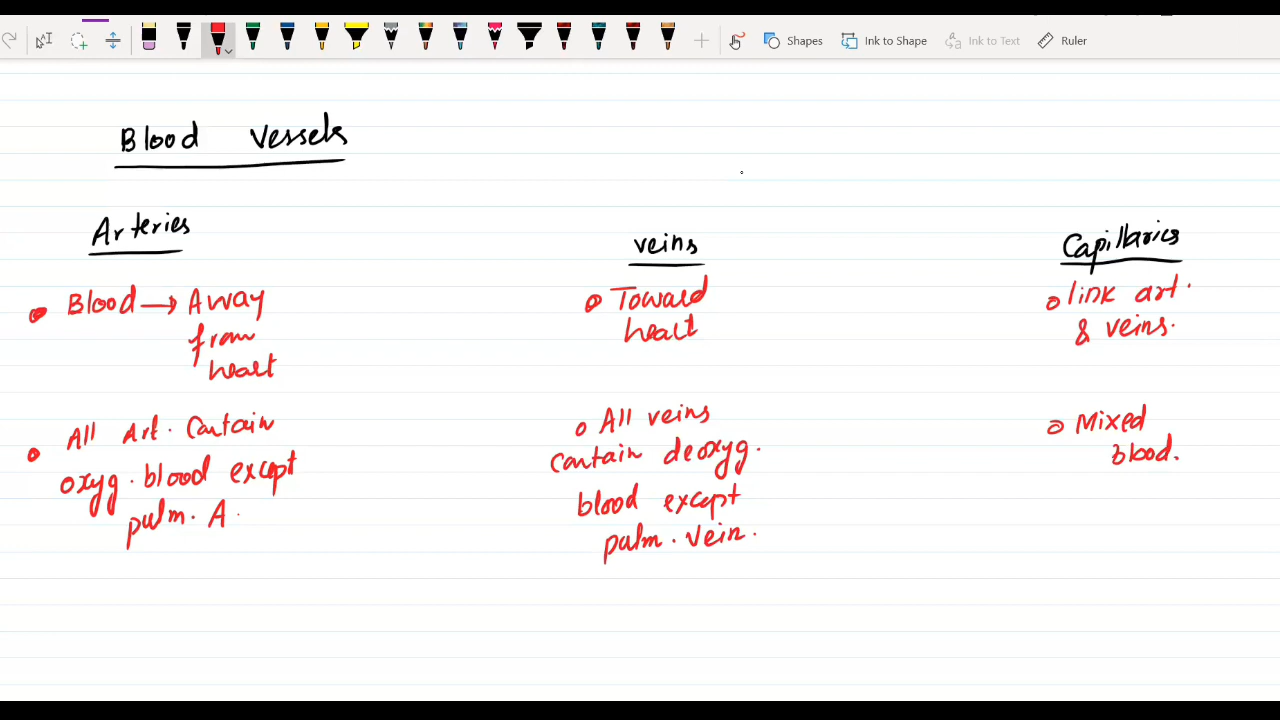 Ink to Shape
Shapes
Ink to Text
Ruler
Blood Vessels
Arteries
Blood → Away
from
heart
All Art. Contain
oxyg. blood except
pulm. A.
veins
Toward
heart
All veins
Contain deoxyg.
blood except
pulm. vein.
Capillaries
link art.
& veins.
Mixed
blood.